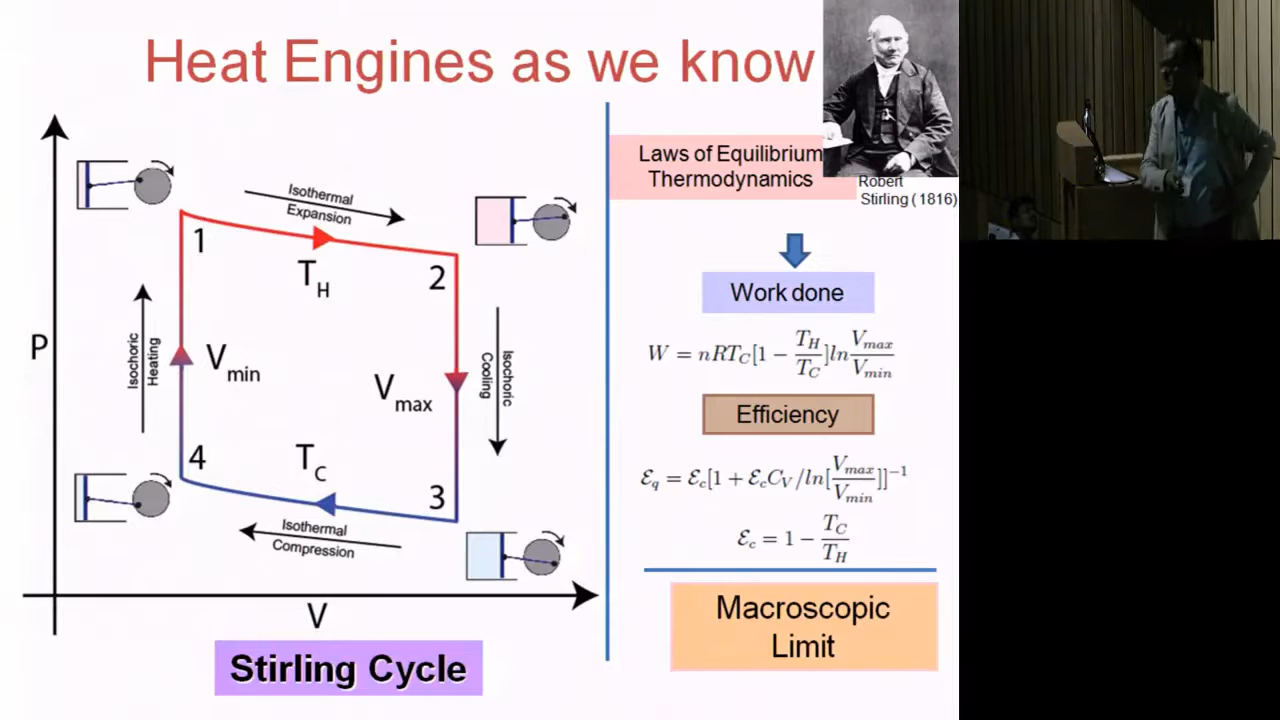 Heat Engines as we know
Laws of Equilibrium
Thermodynamics
Robert
Stirling (1816)
P
V
Isothermal
Expansion
1
T_H
2
Isochoric
Heating
V_min
V_max
Isochoric
Cooling
4
T_C
3
Isothermal
Compression
Stirling Cycle
Work done
W = nRT_C[1 − T_H/T_C]ln V_max/V_min
Efficiency
ℰ_q = ℰ_c[1 + ℰ_cC_V/ln[V_max/V_min]]^−1
ℰ_c = 1 − T_C/T_H
Macroscopic
Limit